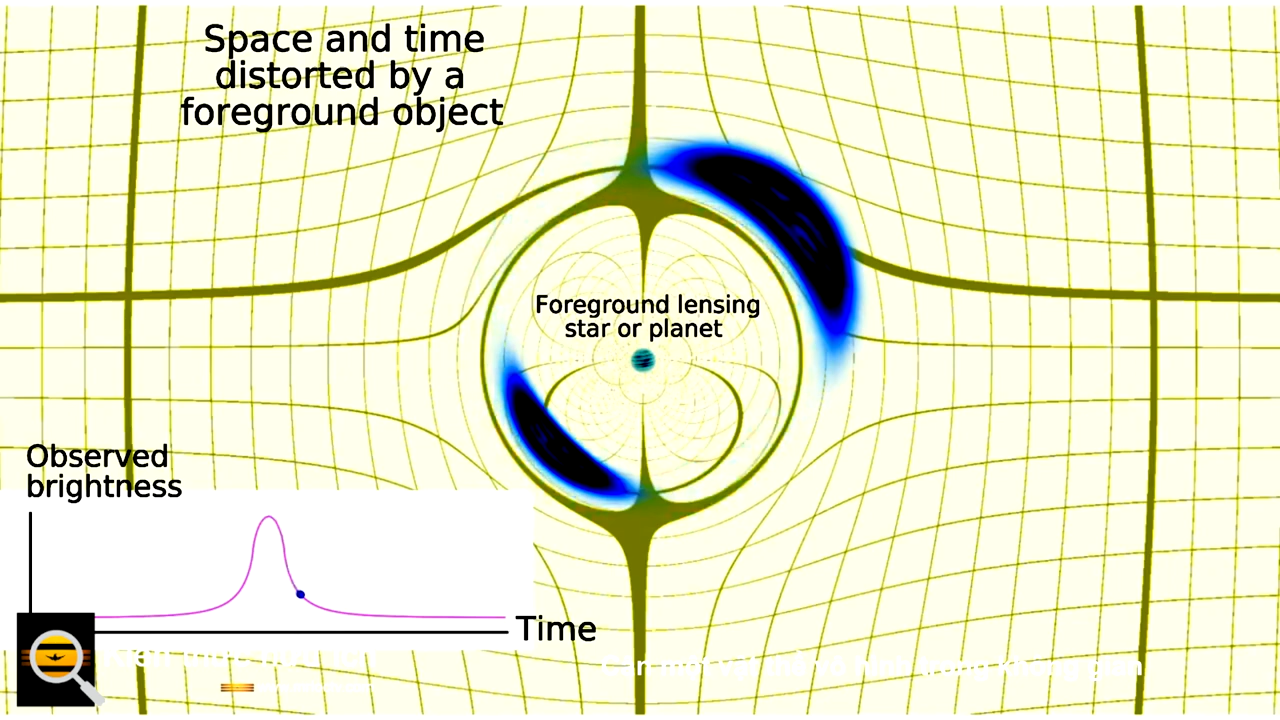 Space and time
distorted by a
foreground object
Foreground lensing
star or planet
Observed
brightness
Time